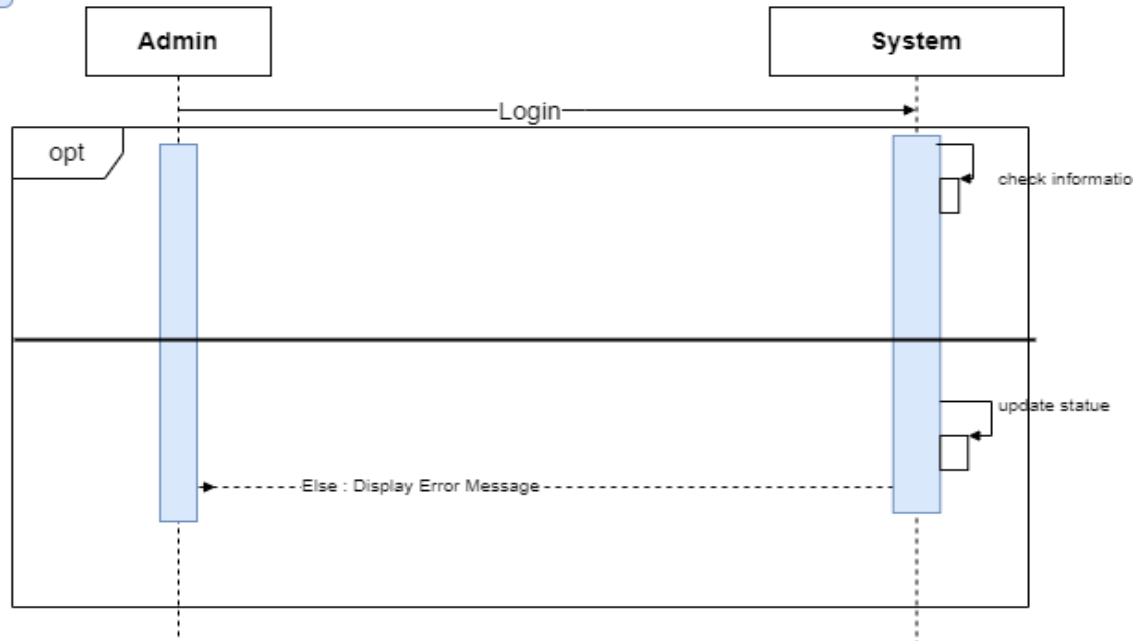 Admin
System
Login
opt
check informatio
update statue
Else : Display Error Message